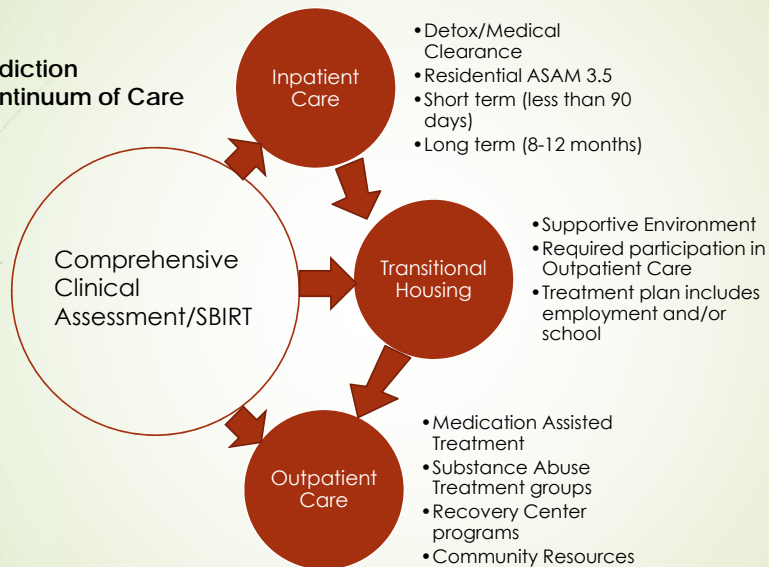 diction
ntinuum of Care
Inpatient
Care
•Detox/Medical
Clearance
•Residential ASAM 3.5
•Short term (less than 90
days)
•Long term (8-12 months)
Comprehensive
Clinical
Assessment/SBIRT
Transitional
Housing
•Supportive Environment
•Required participation in
Outpatient Care
•Treatment plan includes
employment and/or
school
Outpatient
Care
•Medication Assisted
Treatment
•Substance Abuse
Treatment groups
•Recovery Center
programs
•Community Resources